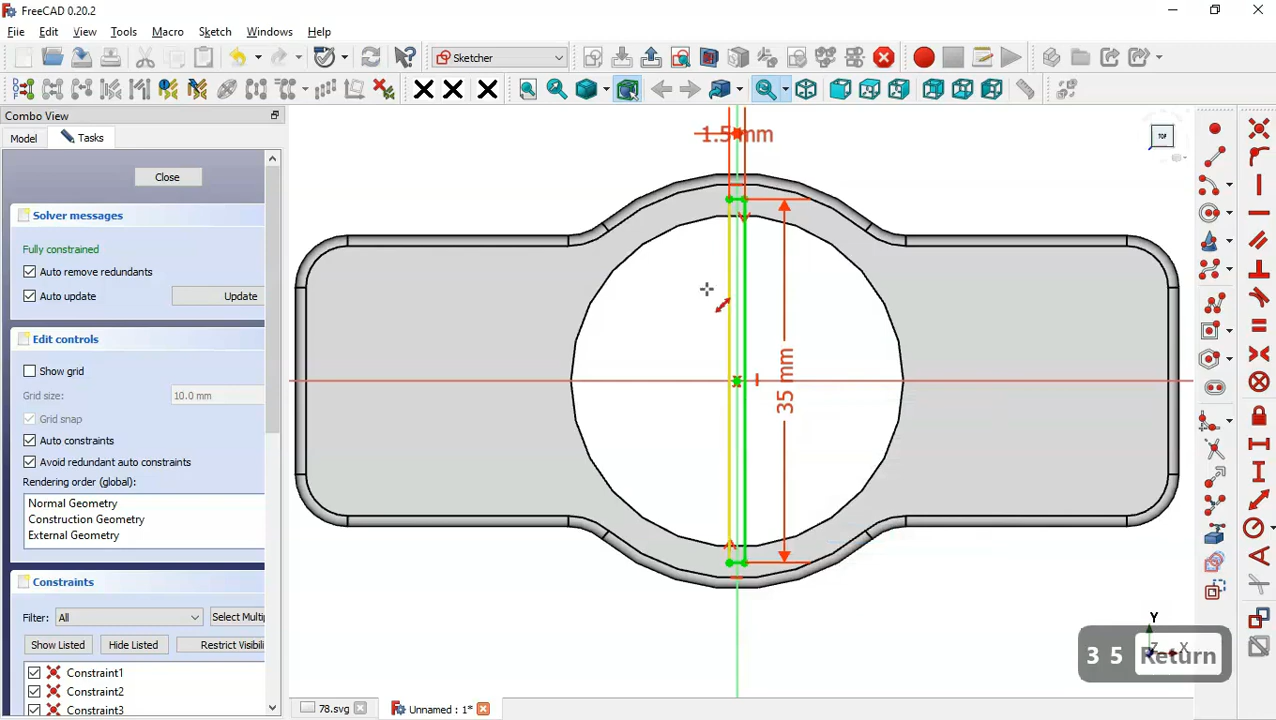 FreeCAD 0.20.2
File Edit View Tools Macro Sketch Windows Help
Sketcher
Combo View
Model Tasks
TOP
1.5 mm
Close
Solver messages
Fully constrained
Auto remove redundants
Auto update Update
Edit controls
Show grid
Grid size: 10.0 mm
35 mm
Grid snap
Auto constraints
Avoid redundant auto constraints
Rendering order (global):
Normal Geometry
Construction Geometry
External Geometry
Constraints
Filter: All Select Multip
Show Listed Hide Listed Restrict Visibili
Constraint1
Constraint2
Constraint3
Y
Z X
3 5 Return
78.svg Unnamed : 1*